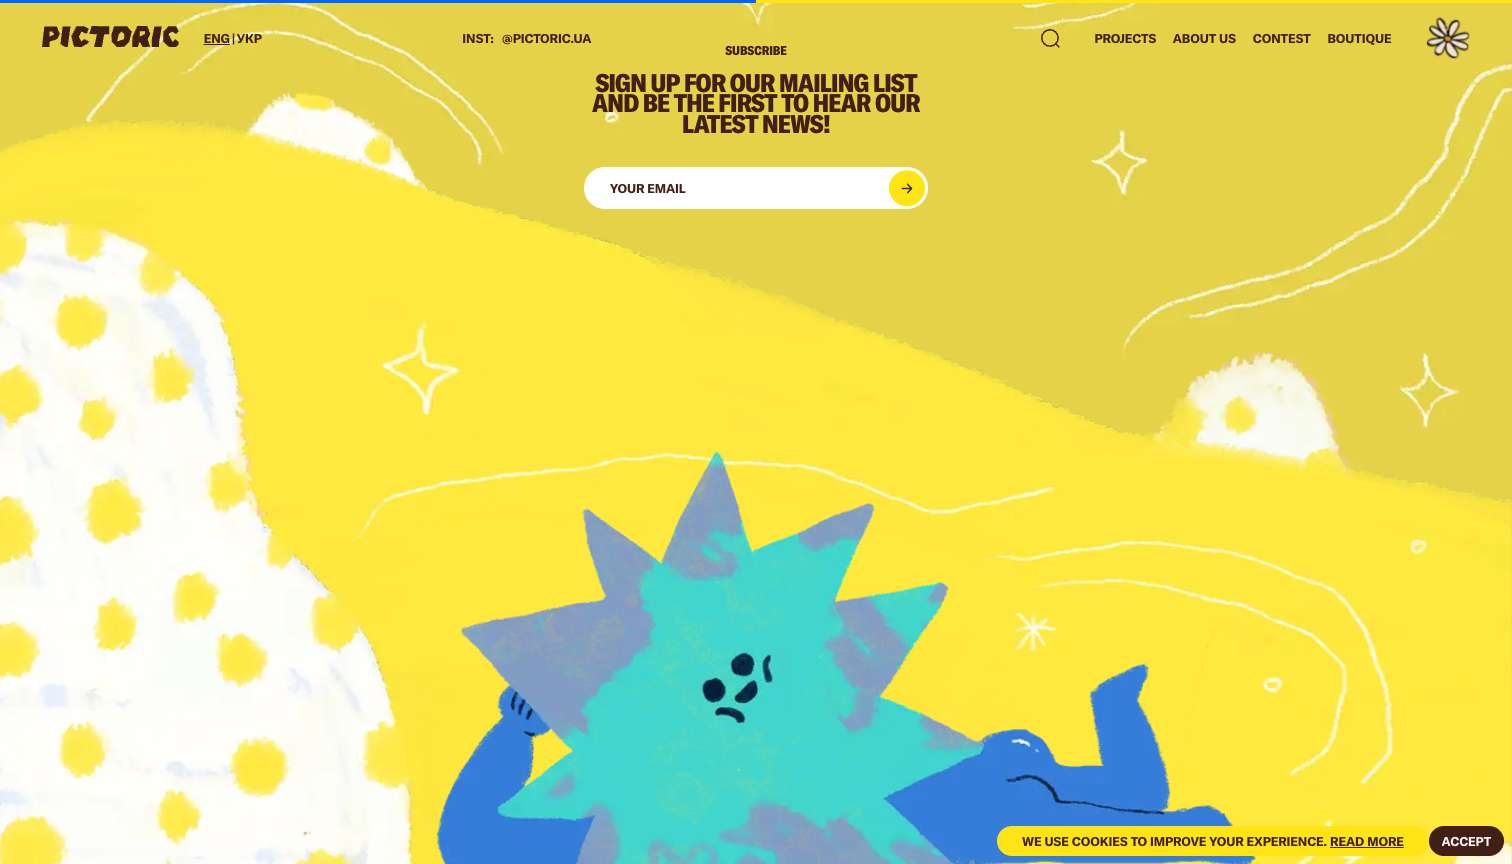 PICTORIC
ENG | УКР
INST: @PICTORIC.UA
PROJECTS
ABOUT US
CONTEST
BOUTIQUE
SUBSCRIBE
SIGN UP FOR OUR MAILING LIST
AND BE THE FIRST TO HEAR OUR
LATEST NEWS!
YOUR EMAIL
WE USE COOKIES TO IMPROVE YOUR EXPERIENCE. READ MORE
ACCEPT